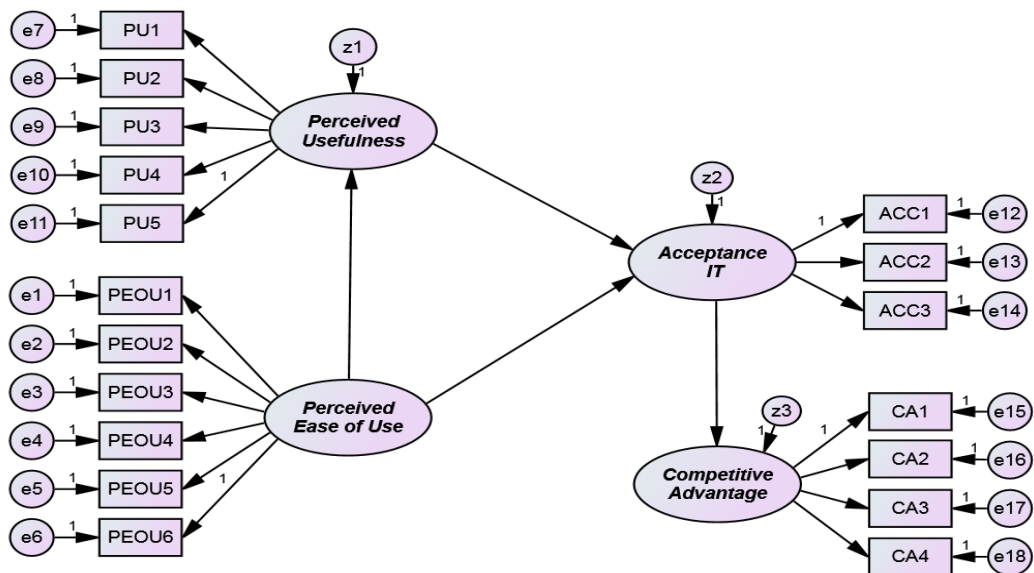 e7
1
PU1
e8
1
PU2
e9
1
PU3
e10
1
PU4
e11
1
PU5
1
z1
1
Perceived
Usefulness
e1
1
PEOU1
e2
1
PEOU2
e3
1
PEOU3
e4
1
PEOU4
e5
1
PEOU5
e6
1
PEOU6
1
Perceived
Ease of Use
z2
1
Acceptance
IT
1
ACC1
1
e12
ACC2
1
e13
ACC3
1
e14
z3
1
Competitive
Advantage
1
CA1
1
e15
CA2
1
e16
CA3
1
e17
CA4
1
e18